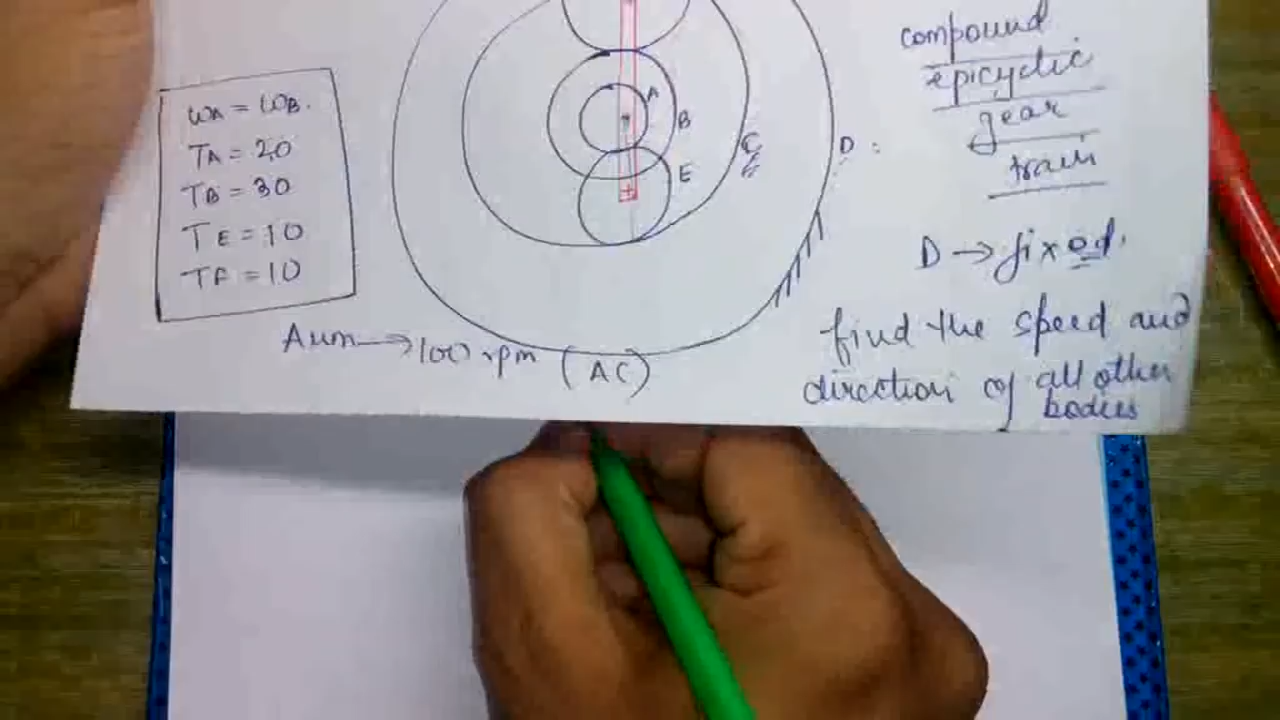 ωA = ωB.
TA = 20
TB = 30
TE = 10
TF = 10
A
B
C
D :
E
compound
epicyclic
gear
train
D → fixed.
Arm → 100 rpm (AC)
find the speed and
direction of all other
bodies